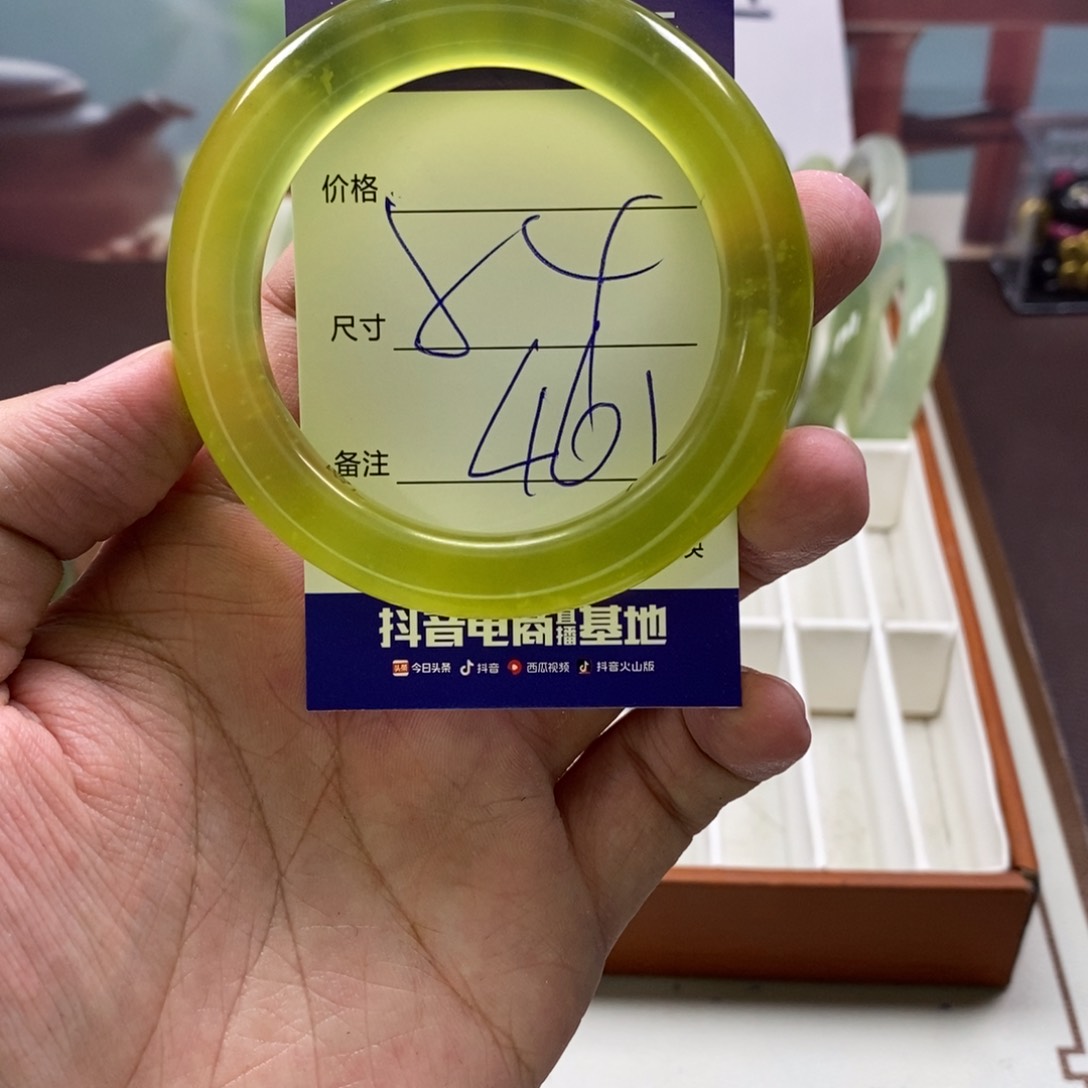 价格
尺寸
备注
461
抖音电商直播基地
今日头条 抖音 西瓜视频 抖音火山版